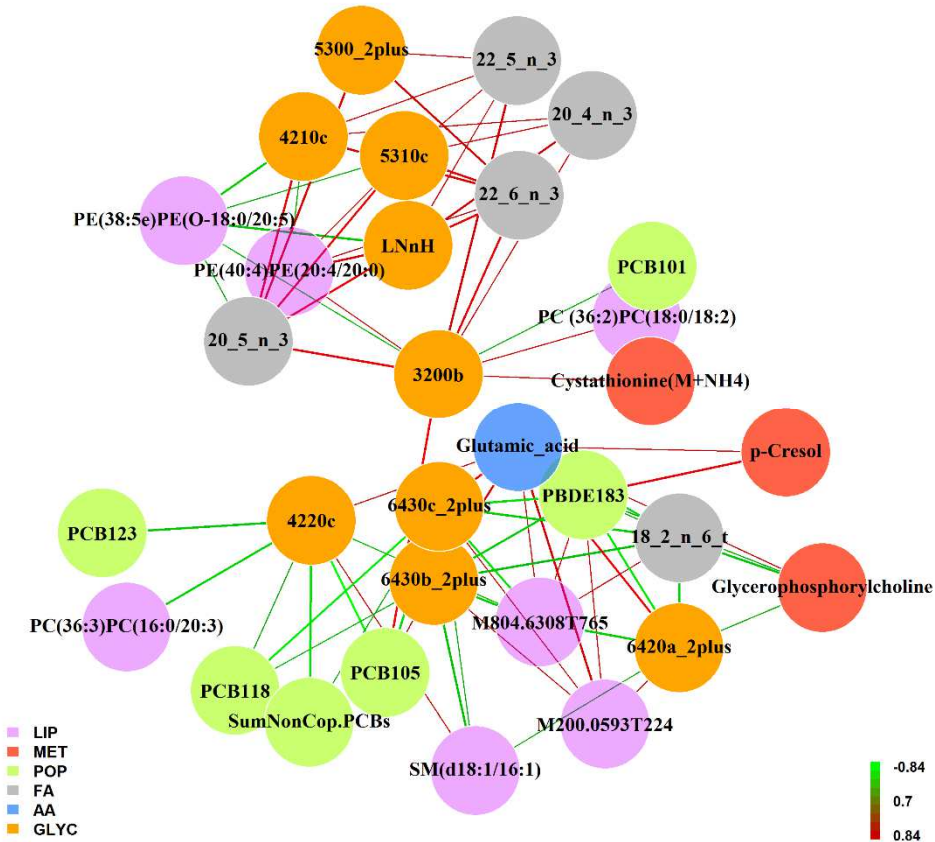 5300_2plus
22_5_n_3
20_4_n_3
4210c
5310c
22_6_n_3
PE(38:5e)PE(O-18:0/20:5)
LNnH
PE(40:4)PE(20:4/20:0)
PCB101
PC (36:2)PC(18:0/18:2)
20_5_n_3
3200b
Cystathionine(M+NH4)
Glutamic_acid
p-Cresol
PBDE183
6430c_2plus
4220c
PCB123
18_2_n_6_t
6430b_2plus
Glycerophosphorylcholine
M804.6308T765
PC(36:3)PC(16:0/20:3)
6420a_2plus
PCB105
PCB118
SumNonCop.PCBs
M200.0593T224
SM(d18:1/16:1)
LIP
MET
POP
FA
AA
GLYC
-0.84
0.7
0.84